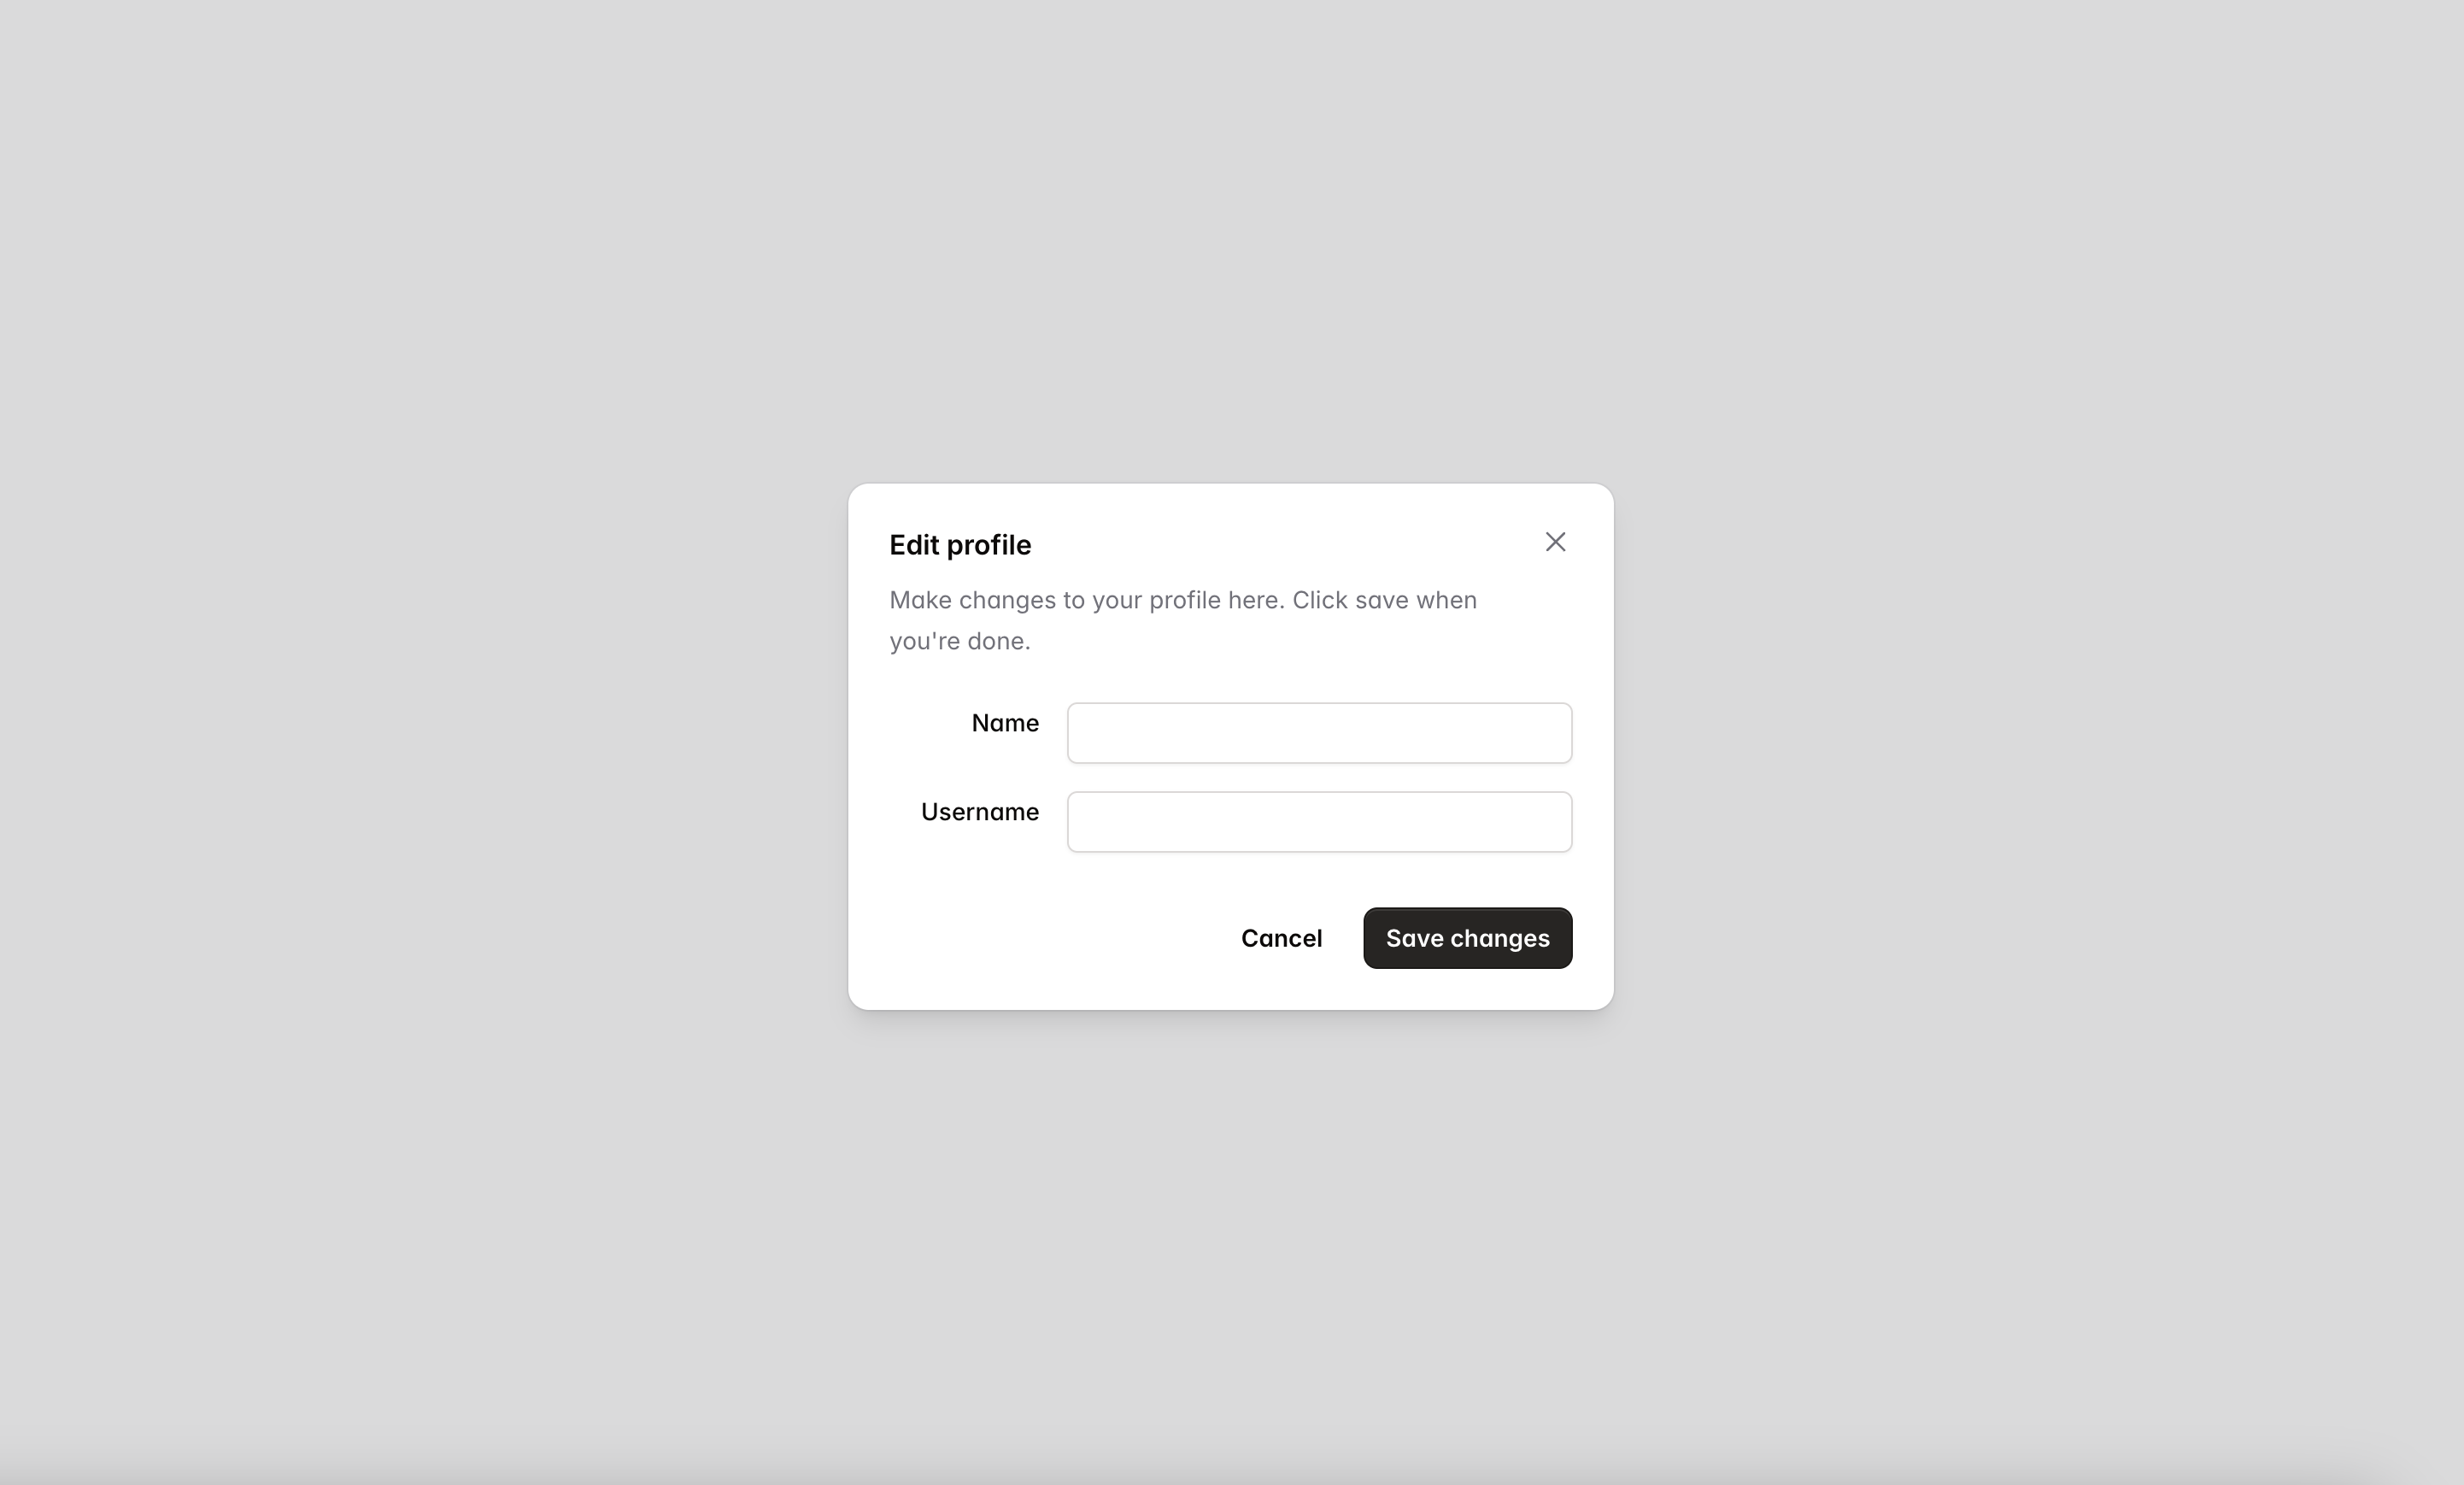 Edit profile
Make changes to your profile here. Click save when
you're done.
Name
Username
Cancel
Save changes